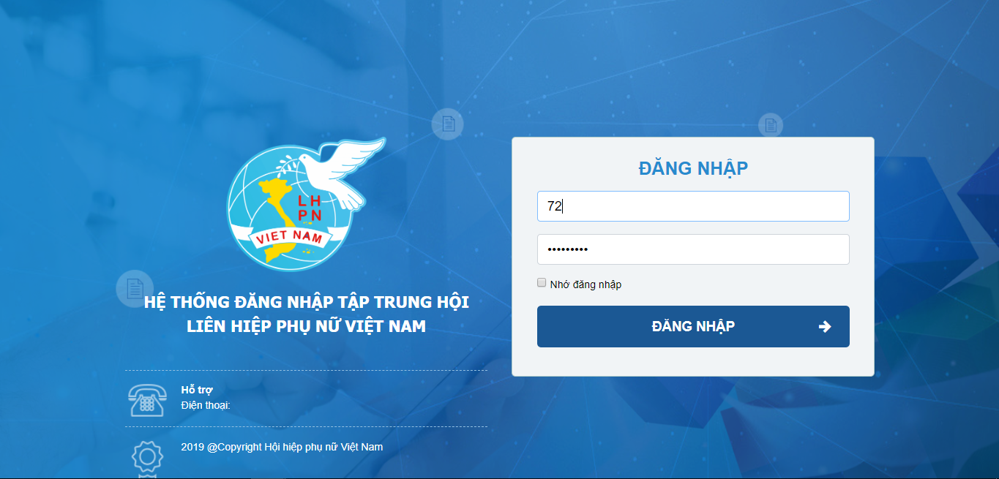 LH
PN
VIET NAM
HỆ THỐNG ĐĂNG NHẬP TẬP TRUNG HỘI
LIÊN HIỆP PHỤ NỮ VIỆT NAM
Hỗ trợ
Điện thoại:
2019 @Copyright Hội hiệp phụ nữ Việt Nam
ĐĂNG NHẬP
72
•••••••••
Nhớ đăng nhập
ĐĂNG NHẬP